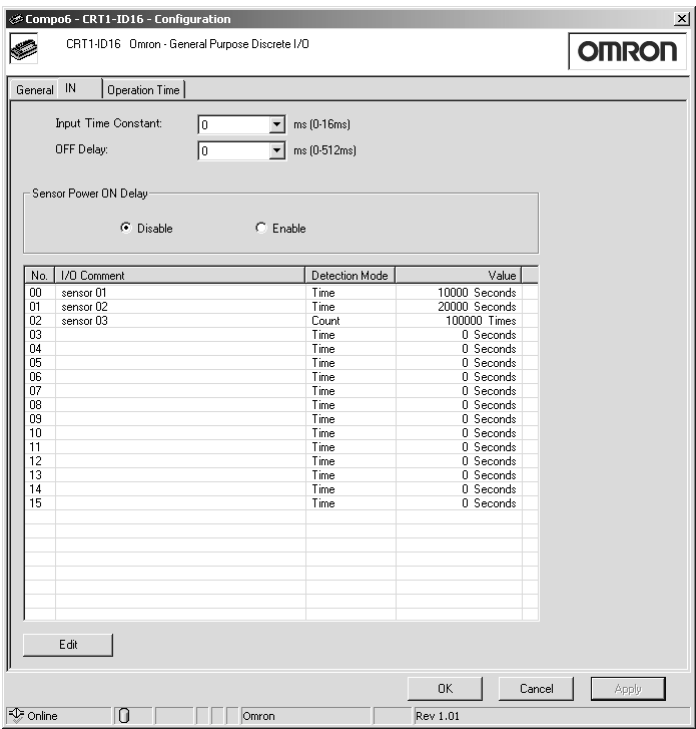 Compo6 - CRT1-ID16 - Configuration
CRT1-ID16 Omron - General Purpose Discrete I/O
OMRON
General IN Operation Time
Input Time Constant: 0 ms (0-16ms)
OFF Delay: 0 ms (0-512ms)
Sensor Power ON Delay
Disable Enable
No. I/O Comment Detection Mode Value
00 sensor 01 Time 10000 Seconds
01 sensor 02 Time 20000 Seconds
02 sensor 03 Count 100000 Times
03 Time 0 Seconds
04 Time 0 Seconds
05 Time 0 Seconds
06 Time 0 Seconds
07 Time 0 Seconds
08 Time 0 Seconds
09 Time 0 Seconds
10 Time 0 Seconds
11 Time 0 Seconds
12 Time 0 Seconds
13 Time 0 Seconds
14 Time 0 Seconds
15 Time 0 Seconds
Edit
OK Cancel Apply
Online Omron Rev 1.01